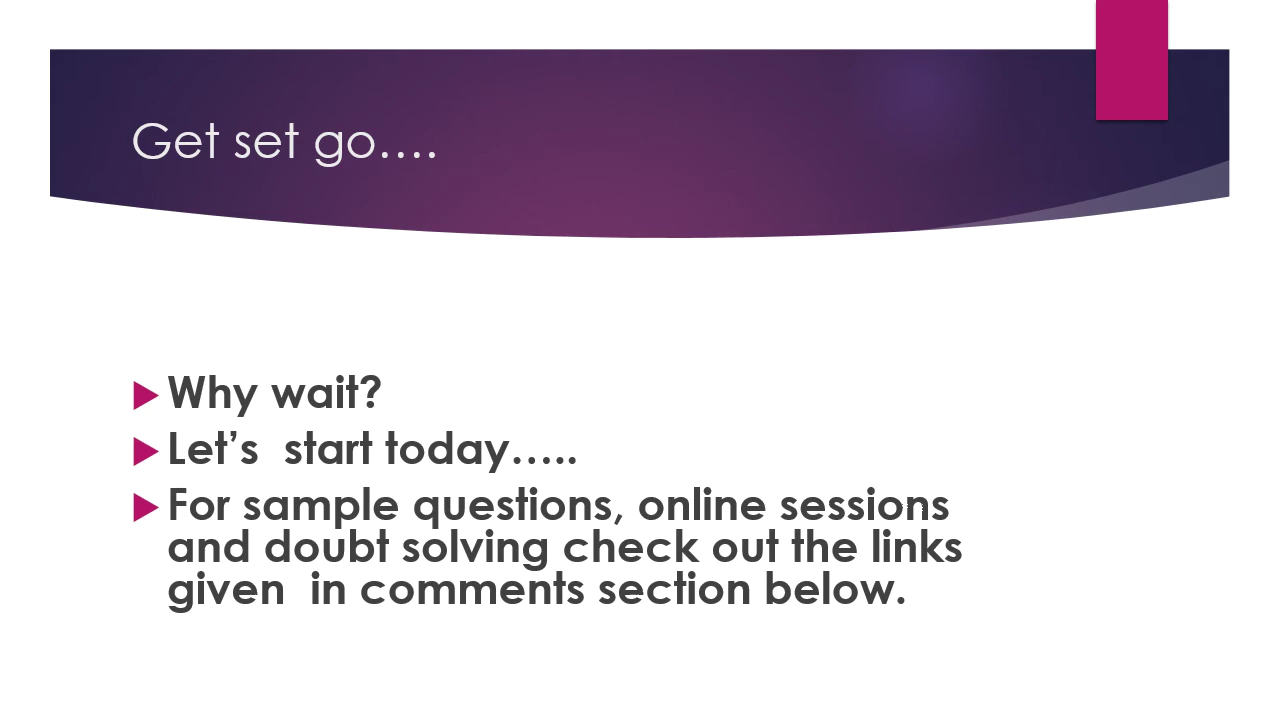 Get set go....
Why wait?
Let’s  start today.....
For sample questions, online sessions
and doubt solving check out the links
given  in comments section below.